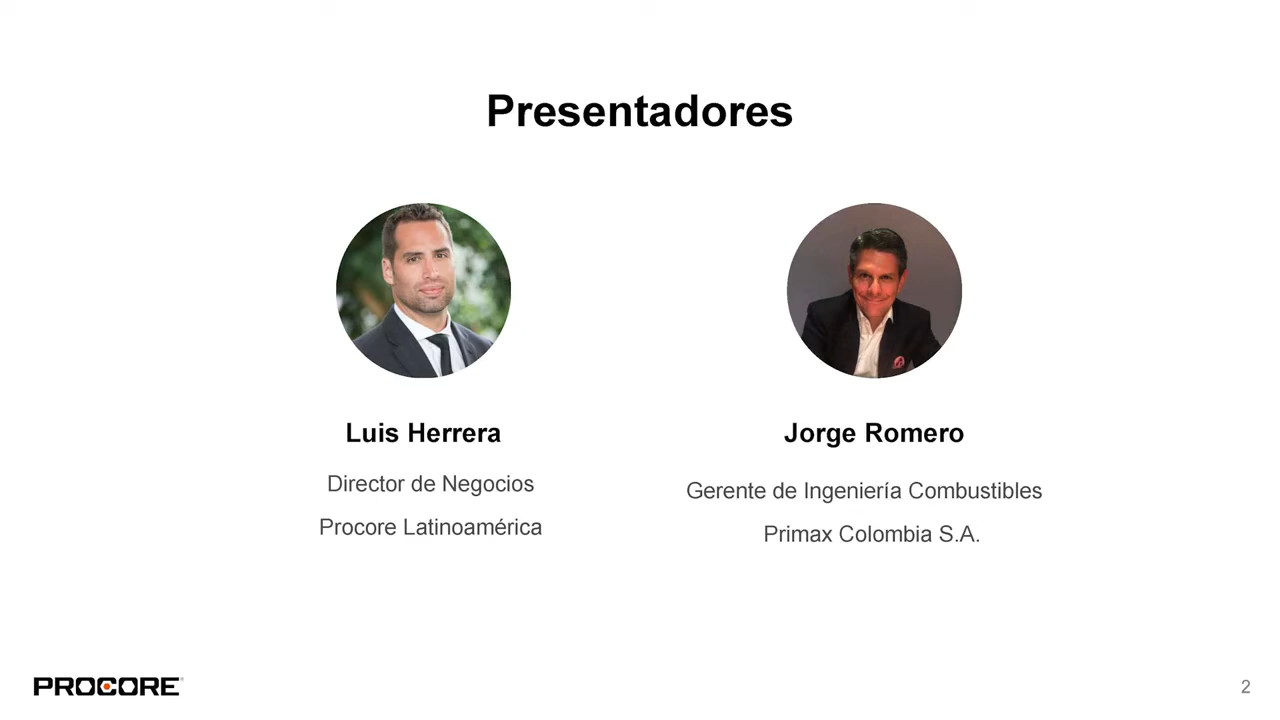 Presentadores
Luis Herrera
Director de Negocios
Procore Latinoamérica
Jorge Romero
Gerente de Ingeniería Combustibles
Primax Colombia S.A.
PROCORE
2